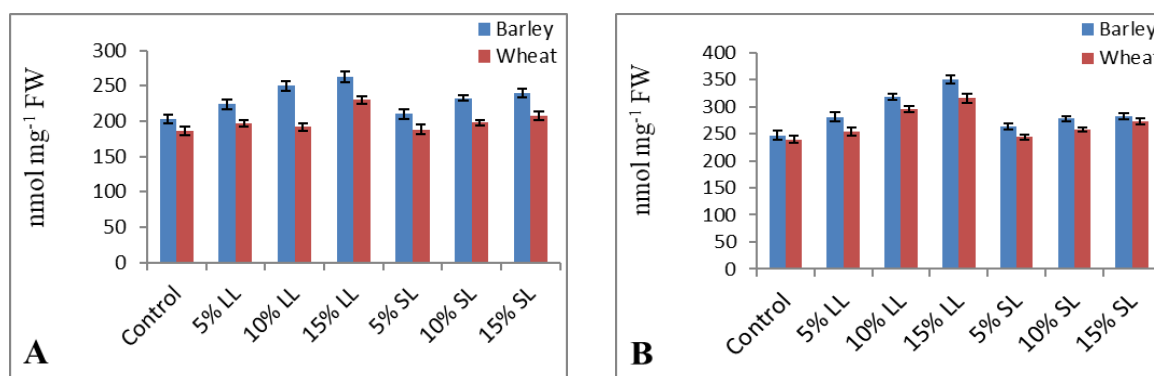 Barley
Wheat
nmol mg-1 FW
300
250
200
150
100
50
0
Control
5% LL
10% LL
15% LL
5% SL
10% SL
15% SL
A
Barley
Wheat
nmol mg-1 FW
400
350
300
250
200
150
100
50
0
Control
5% LL
10% LL
15% LL
5% SL
10% SL
15% SL
B